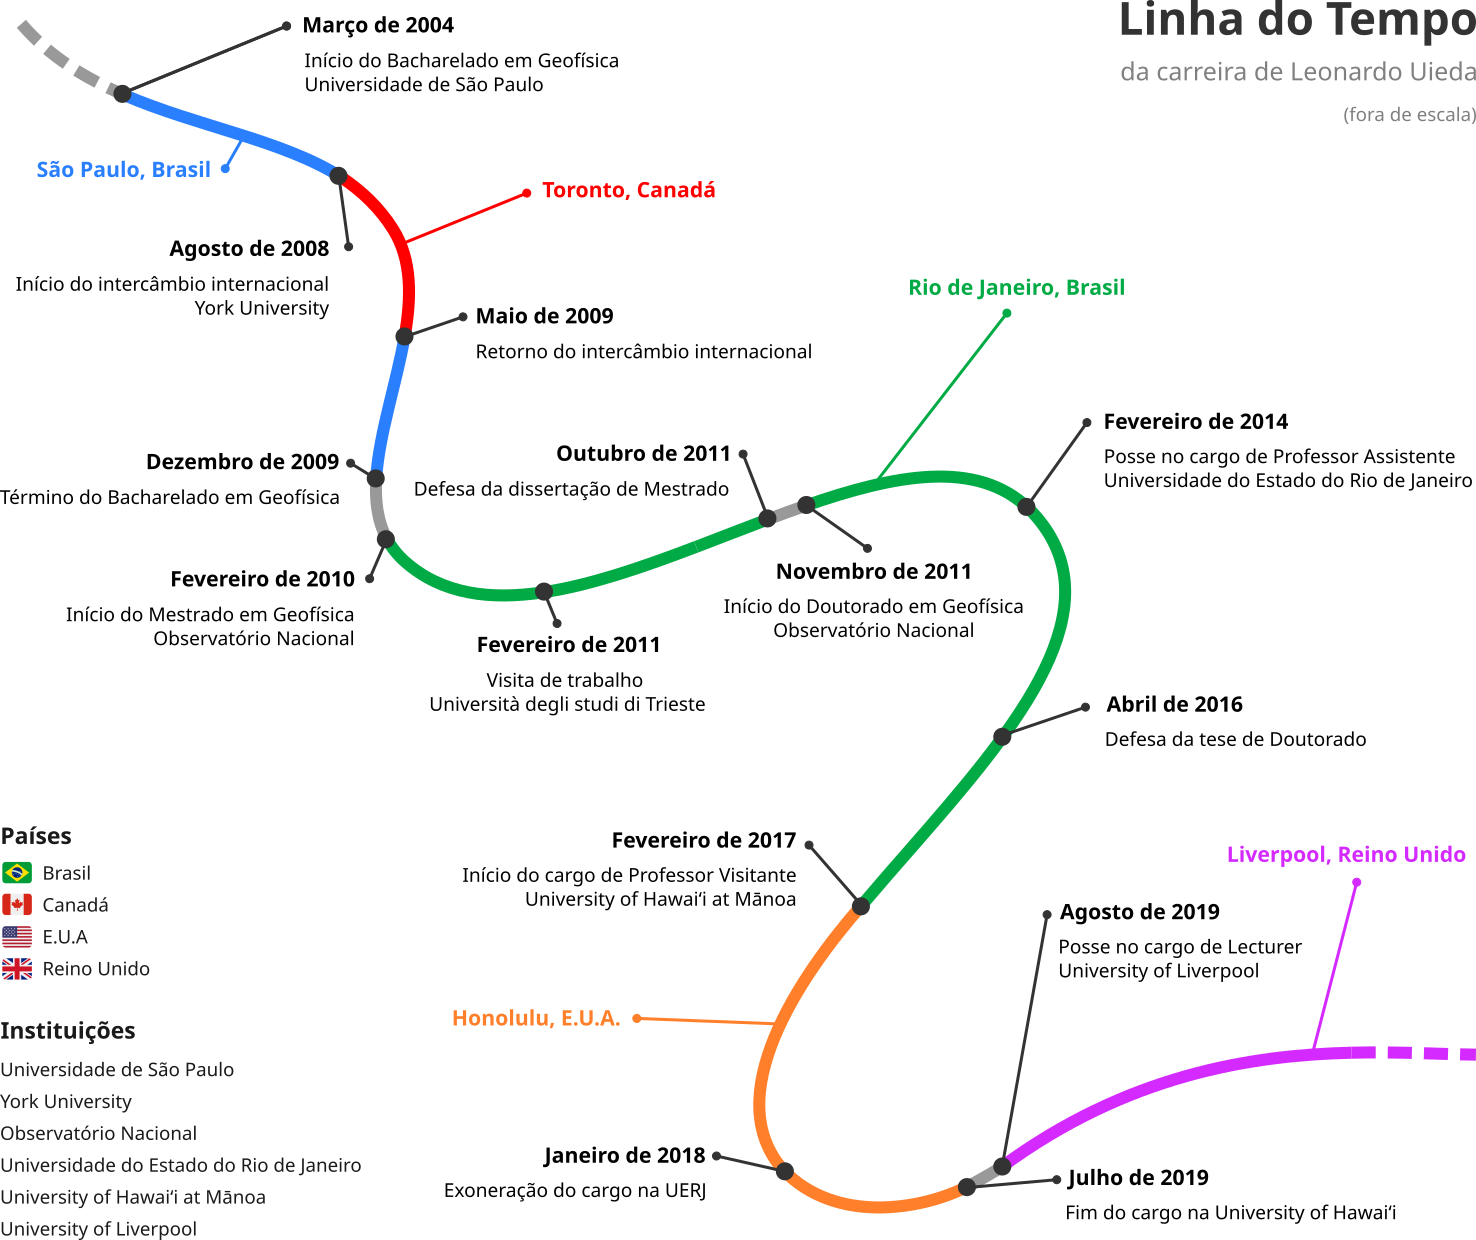 Linha do Tempo
da carreira de Leonardo Uieda
(fora de escala)
Março de 2004
Início do Bacharelado em Geofísica
Universidade de São Paulo
São Paulo, Brasil
Toronto, Canadá
Agosto de 2008
Início do intercâmbio internacional
York University
Rio de Janeiro, Brasil
Maio de 2009
Retorno do intercâmbio internacional
Fevereiro de 2014
Posse no cargo de Professor Assistente
Universidade do Estado do Rio de Janeiro
Dezembro de 2009
Término do Bacharelado em Geofísica
Outubro de 2011
Defesa da dissertação de Mestrado
Novembro de 2011
Início do Doutorado em Geofísica
Observatório Nacional
Fevereiro de 2010
Início do Mestrado em Geofísica
Observatório Nacional
Fevereiro de 2011
Visita de trabalho
Università degli studi di Trieste
Abril de 2016
Defesa da tese de Doutorado
Fevereiro de 2017
Início do cargo de Professor Visitante
University of Hawai‘i at Mānoa
Liverpool, Reino Unido
Agosto de 2019
Posse no cargo de Lecturer
University of Liverpool
Honolulu, E.U.A.
Janeiro de 2018
Exoneração do cargo na UERJ
Julho de 2019
Fim do cargo na University of Hawai‘i
Países
Brasil
Canadá
E.U.A
Reino Unido
Instituições
Universidade de São Paulo
York University
Observatório Nacional
Universidade do Estado do Rio de Janeiro
University of Hawai‘i at Mānoa
University of Liverpool